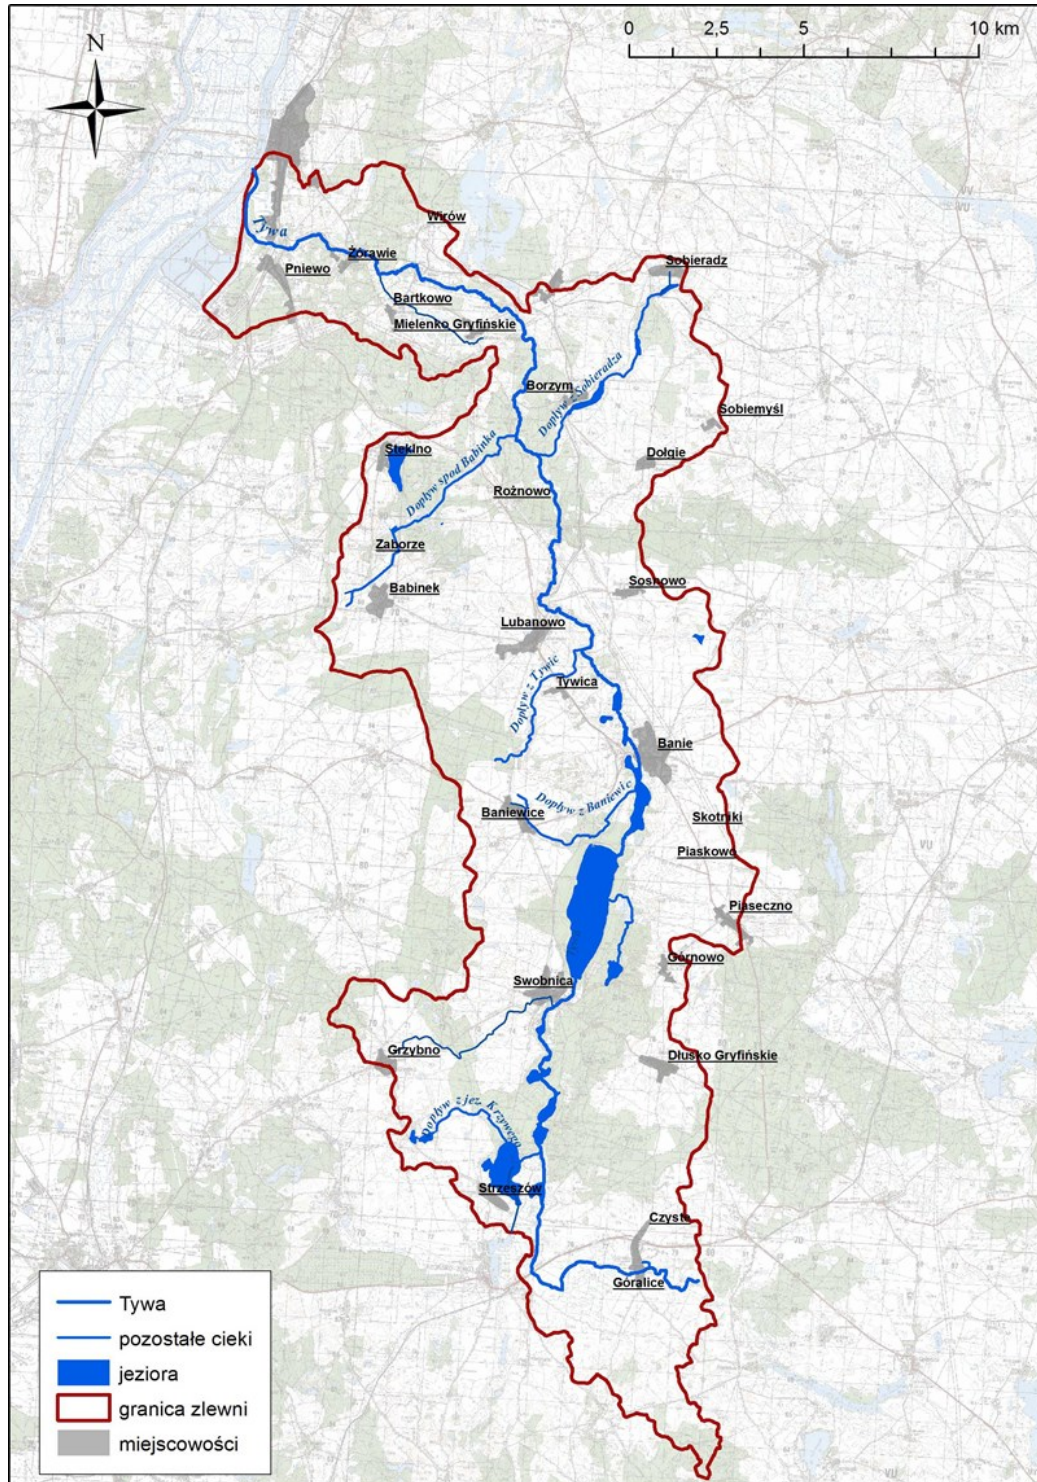 N
0 2,5 5 10 km
Wirów
Tywa
Żórawie
Sobieradz
Pniewo
Bartkowo
Mielenko Gryfińskie
Dopływ z Sobieradza
Borzym
Sobiemyśl
Steklno
Dopływ spod Babinka
Dołgie
Rożnowo
Zaborze
Babinek
Sosnowo
Lubanowo
Dopływ z Tywic
Tywica
Banie
Dopływ z Baniewic
Baniewice
Skotniki
Piaskowo
Piaseczno
Górnowo
Swobnica
Grzybno
Dłusko Gryfińskie
Dopływ z jez. Krzywego
Strzeszów
Czyste
Góralice
Tywa
pozostałe cieki
jeziora
granica zlewni
miejscowości